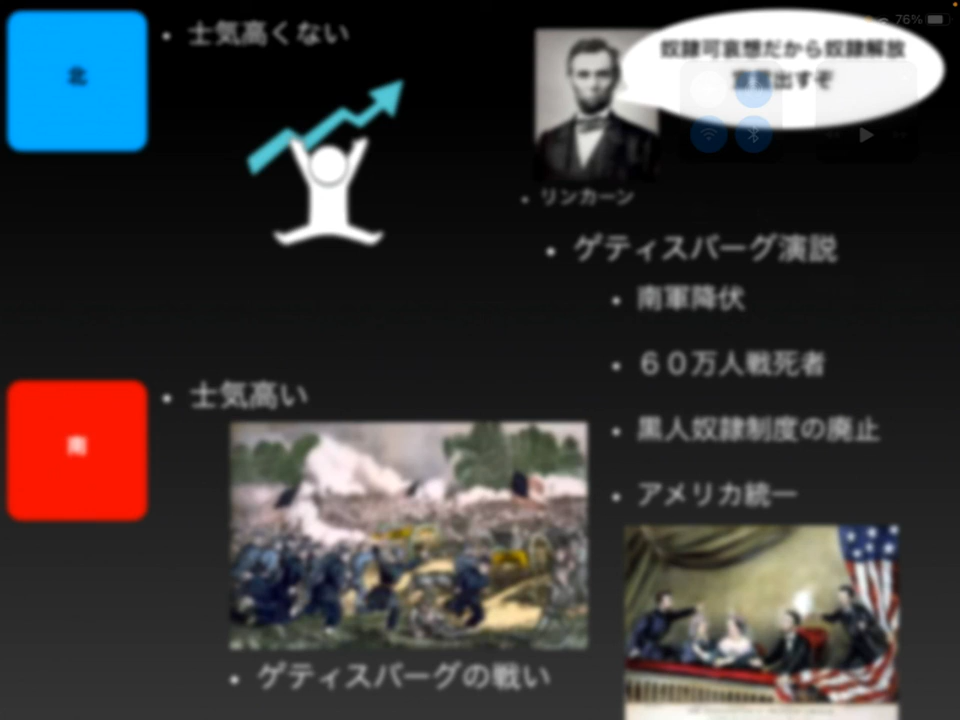 76%
北
士気高くない
奴隷可哀想だから奴隷解放
宣言出すぞ
リンカーン
ゲティスバーグ演説
南軍降伏
60万人戦死者
黒人奴隷制度の廃止
アメリカ統一
南
士気高い
ゲティスバーグの戦い